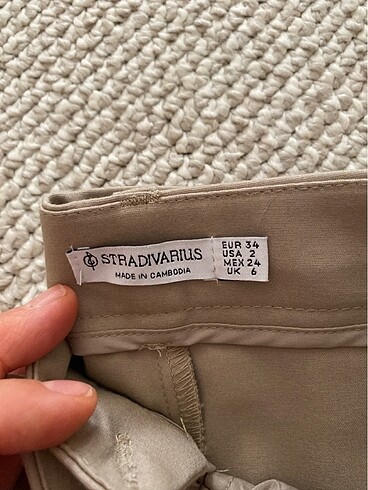 STRADIVARIUS
MADE IN CAMBODIA
EUR 34
USA 2
MEX 24
UK 6